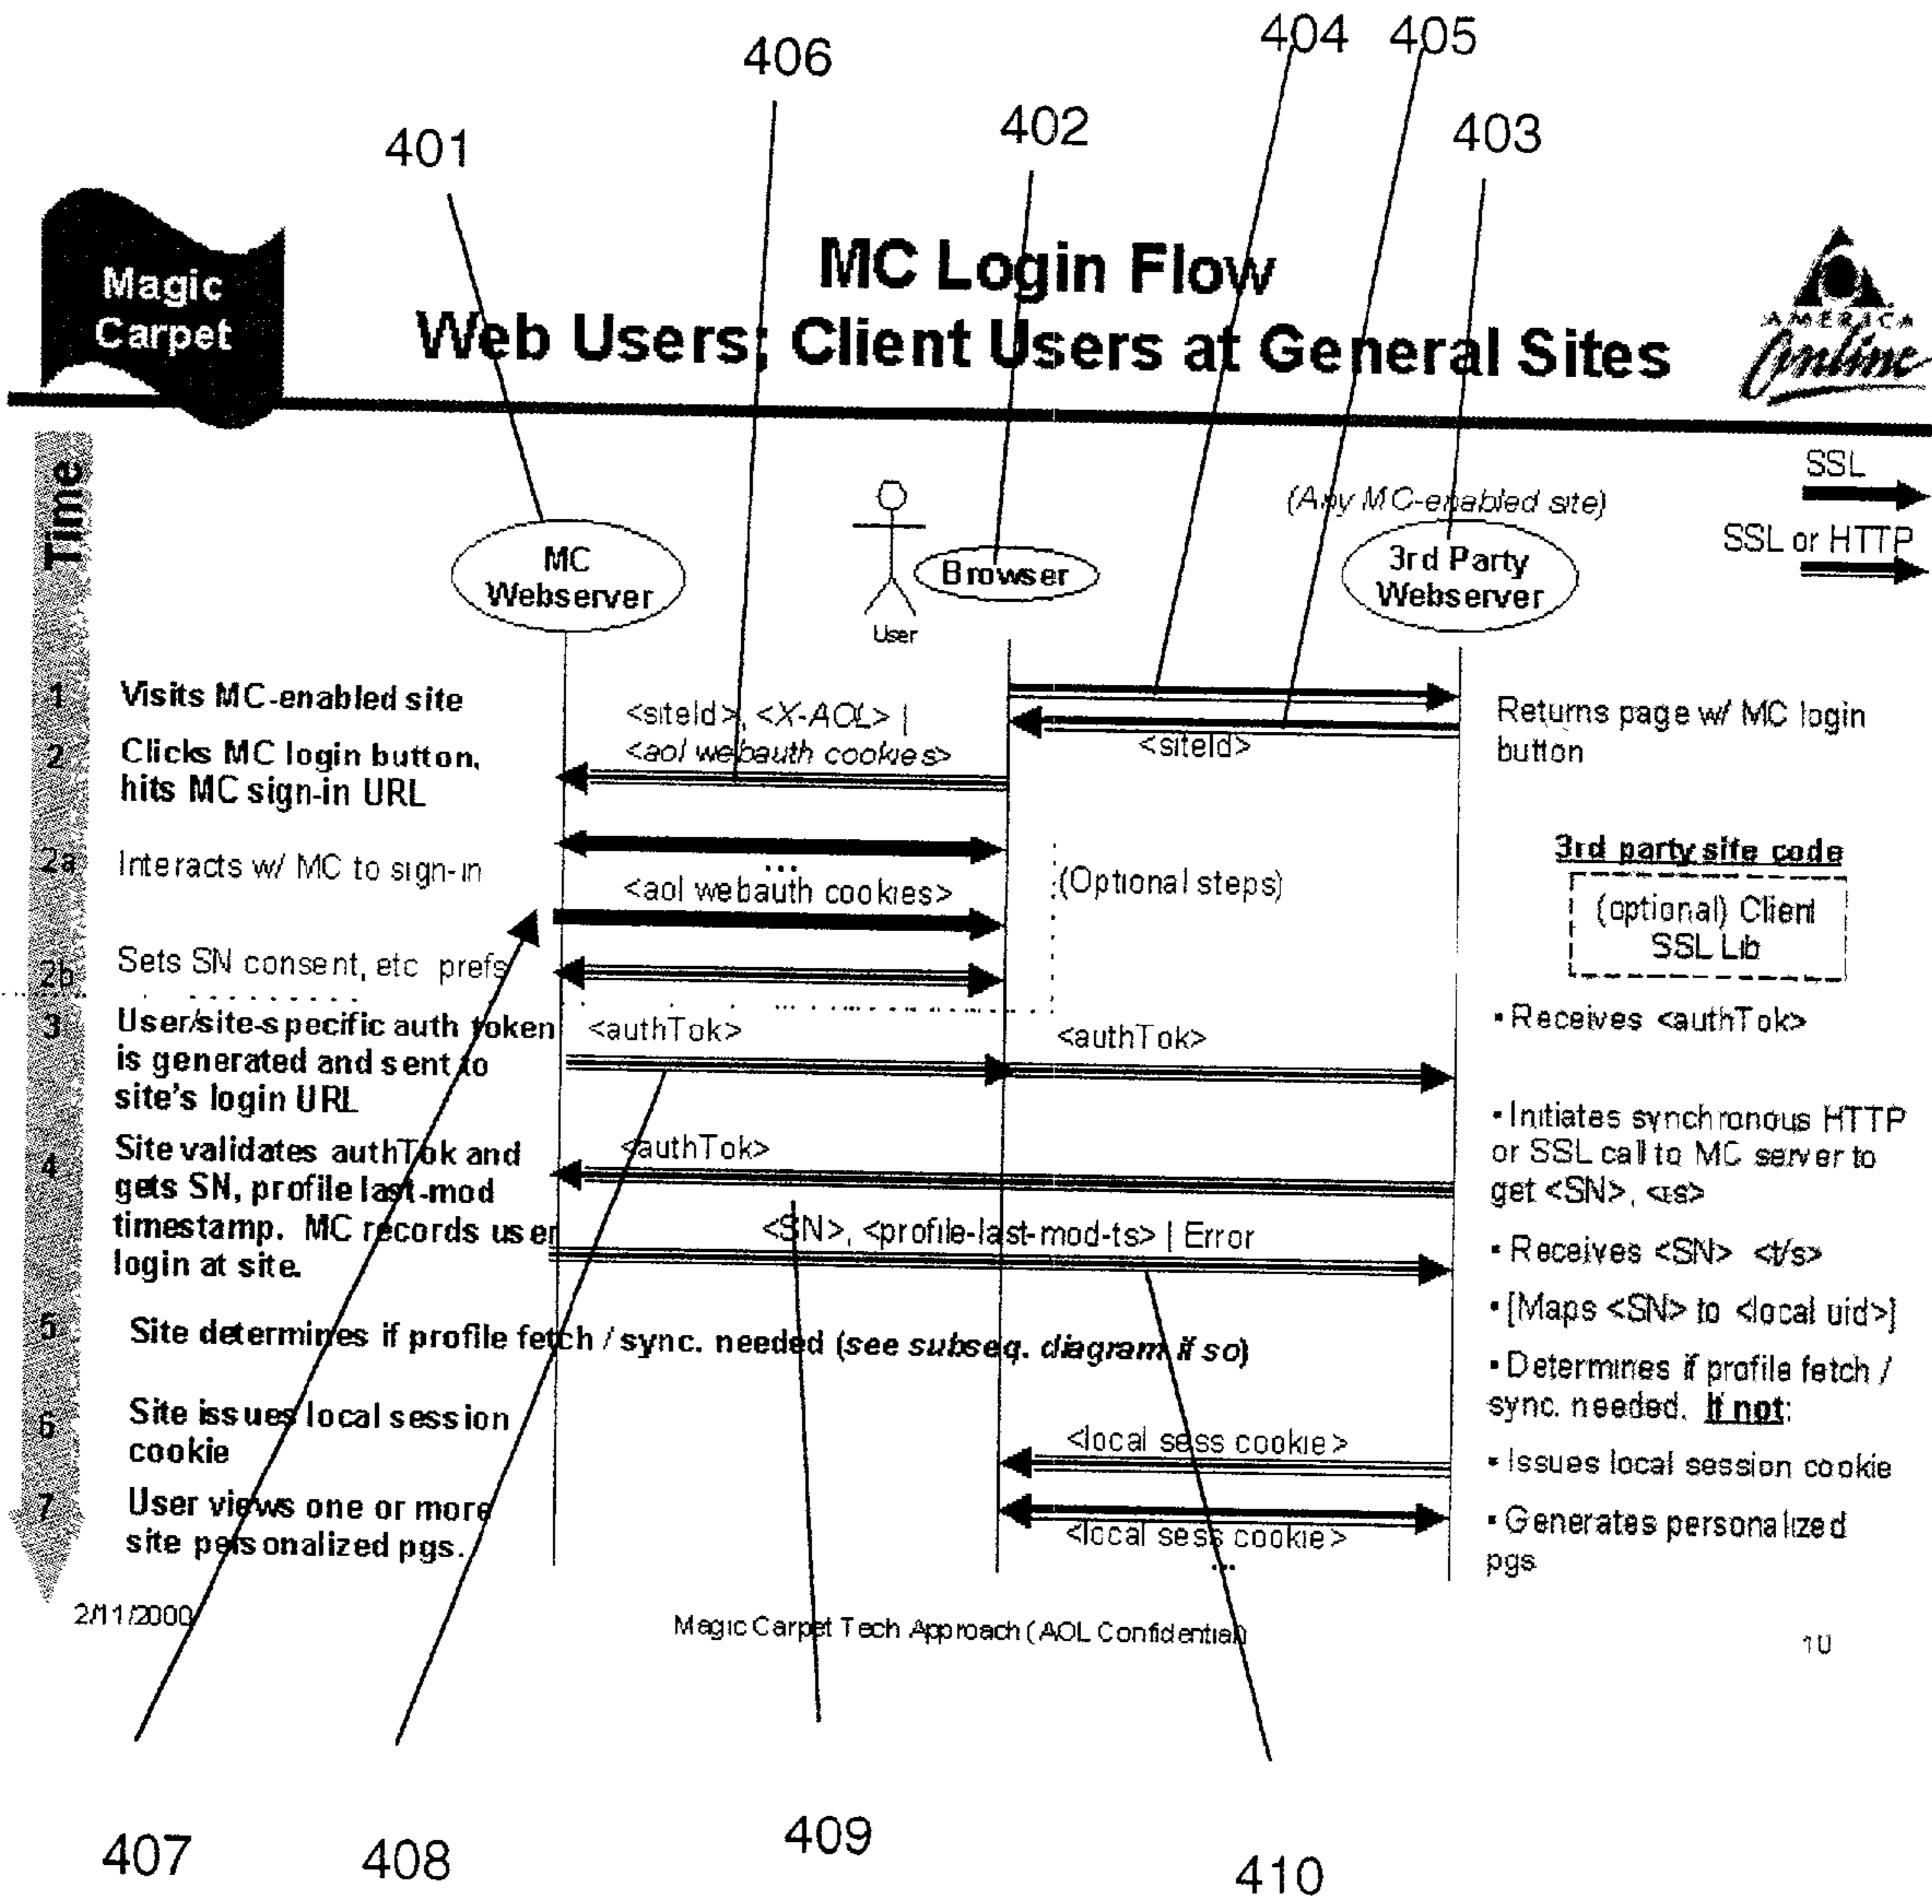 404 405
406
402
403
401
Magic
Carpet
MC Login Flow
Web Users; Client Users at General Sites
AMERICA
Online
Time
SSL
(Any MC-enabled site)
SSL or HTTP
MC
Webserver
Browser
3rd Party
Webserver
User
1
Visits MC-enabled site
<siteId>, <X-AOL> |
<aol webauth cookies>
<siteId>
Returns page w/ MC login
button
2
Clicks MC login button,
hits MC sign-in URL
2a
Interacts w/ MC to sign-in
...
<aol webauth cookies>
(Optional steps)
3rd party site code
(optional) Client
SSL Lib
2b
Sets SN consent, etc prefs
3
User/site-specific auth token
is generated and sent to
site's login URL
<authTok>
<authTok>
▪ Receives <authTok>
4
Site validates authTok and
gets SN, profile last-mod
timestamp. MC records user
login at site.
<authTok>
<SN>, <profile-last-mod-ts> | Error
▪ Initiates synchronous HTTP
or SSL call to MC server to
get <SN>, <ts>
▪ Receives <SN> <t/s>
▪ [Maps <SN> to <local uid>]
5
Site determines if profile fetch / sync. needed (see subseq. diagram if so)
▪ Determines if profile fetch /
sync. needed. If not:
6
Site issues local session
cookie
<local sess cookie>
▪ Issues local session cookie
7
User views one or more
site personalized pgs.
<local sess cookie>
...
▪ Generates personalized
pgs
2/11/2000
Magic Carpet Tech Approach (AOL Confidential)
10
407
408
409
410